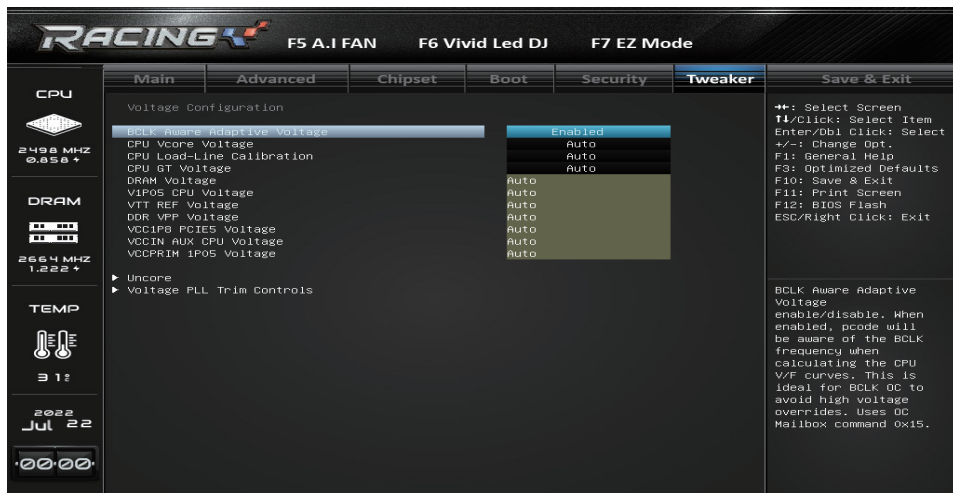 RACING
F5 A.I FAN F6 Vivid Led DJ F7 EZ Mode
Main Advanced Chipset Boot Security Tweaker Save & Exit
CPU
2498 MHZ
0.858
DRAM
2664 MHZ
1.222
TEMP
31
2022
Jul 22
00:00
Voltage Configuration
BCLK Aware Adaptive Voltage Enabled
CPU Vcore Voltage Auto
CPU Load-Line Calibration Auto
CPU GT Voltage Auto
DRAM Voltage Auto
V1P05 CPU Voltage Auto
VTT REF Voltage Auto
DDR VPP Voltage Auto
VCC1P8 PCIE5 Voltage Auto
VCCIN AUX CPU Voltage Auto
VCCPRIM 1P05 Voltage Auto
Uncore
Voltage PLL Trim Controls
→←: Select Screen
↑↓/Click: Select Item
Enter/Dbl Click: Select
+/-: Change Opt.
F1: General Help
F3: Optimized Defaults
F10: Save & Exit
F11: Print Screen
F12: BIOS Flash
ESC/Right Click: Exit
BCLK Aware Adaptive
Voltage
enable/disable. When
enabled, pcode will
be aware of the BCLK
frequency when
calculating the CPU
V/F curves. This is
ideal for BCLK OC to
avoid high voltage
overrides. Uses OC
Mailbox command 0x15.